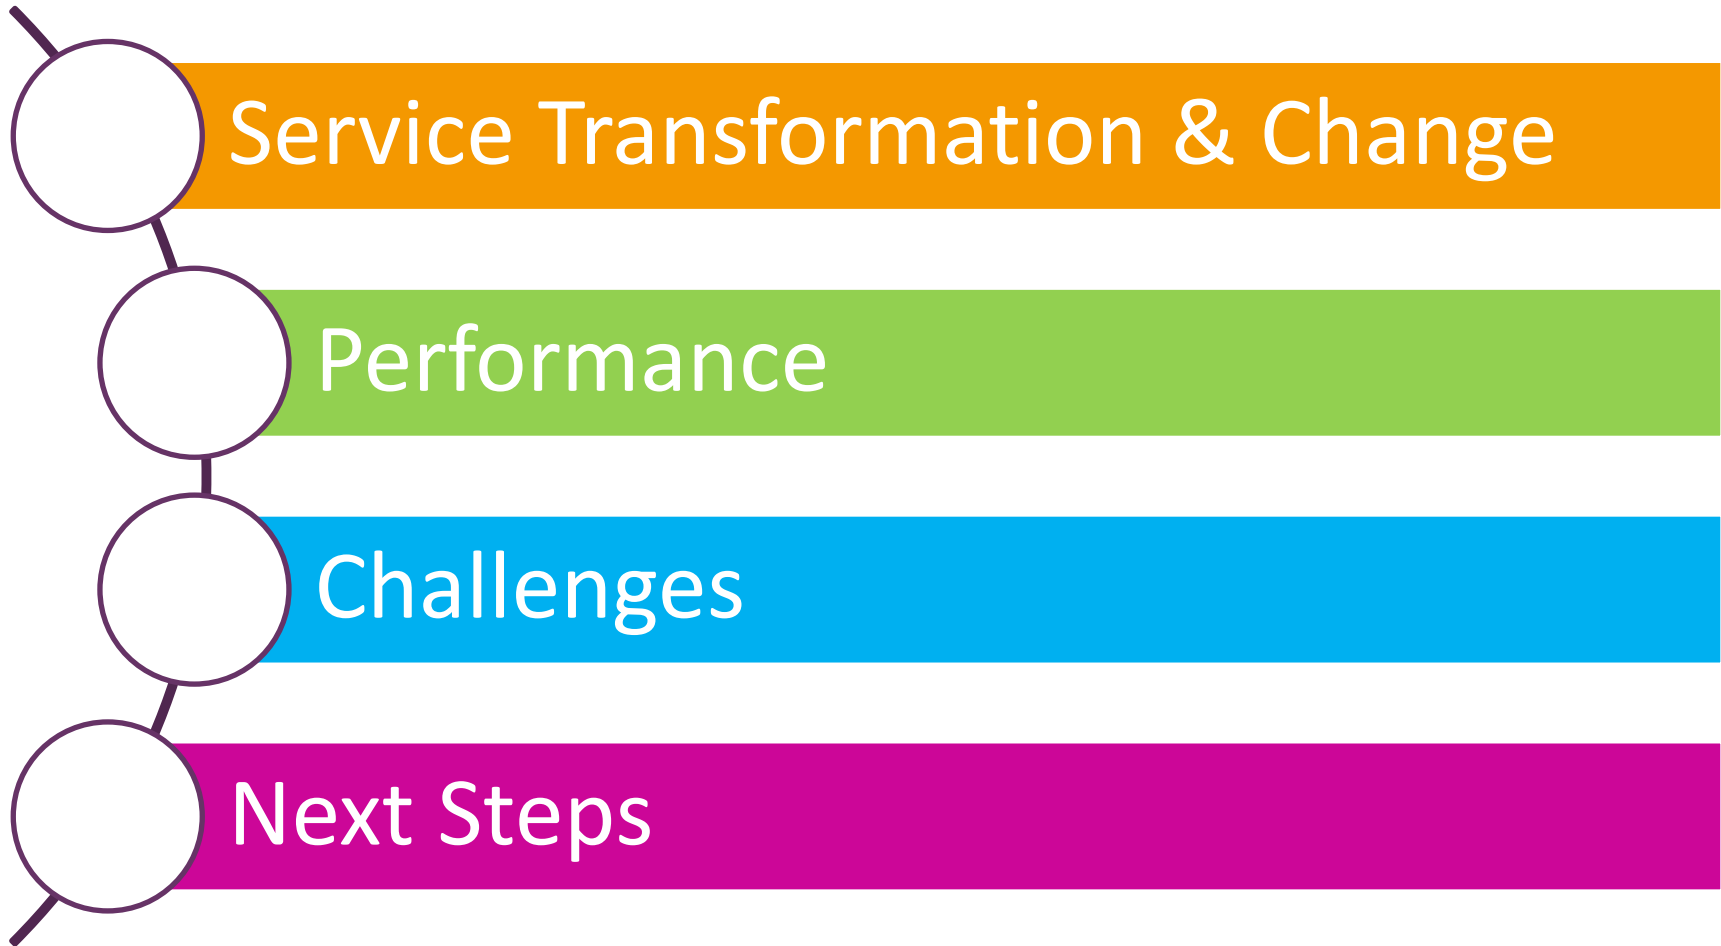 Service Transformation & Change
Performance
Challenges
Next Steps